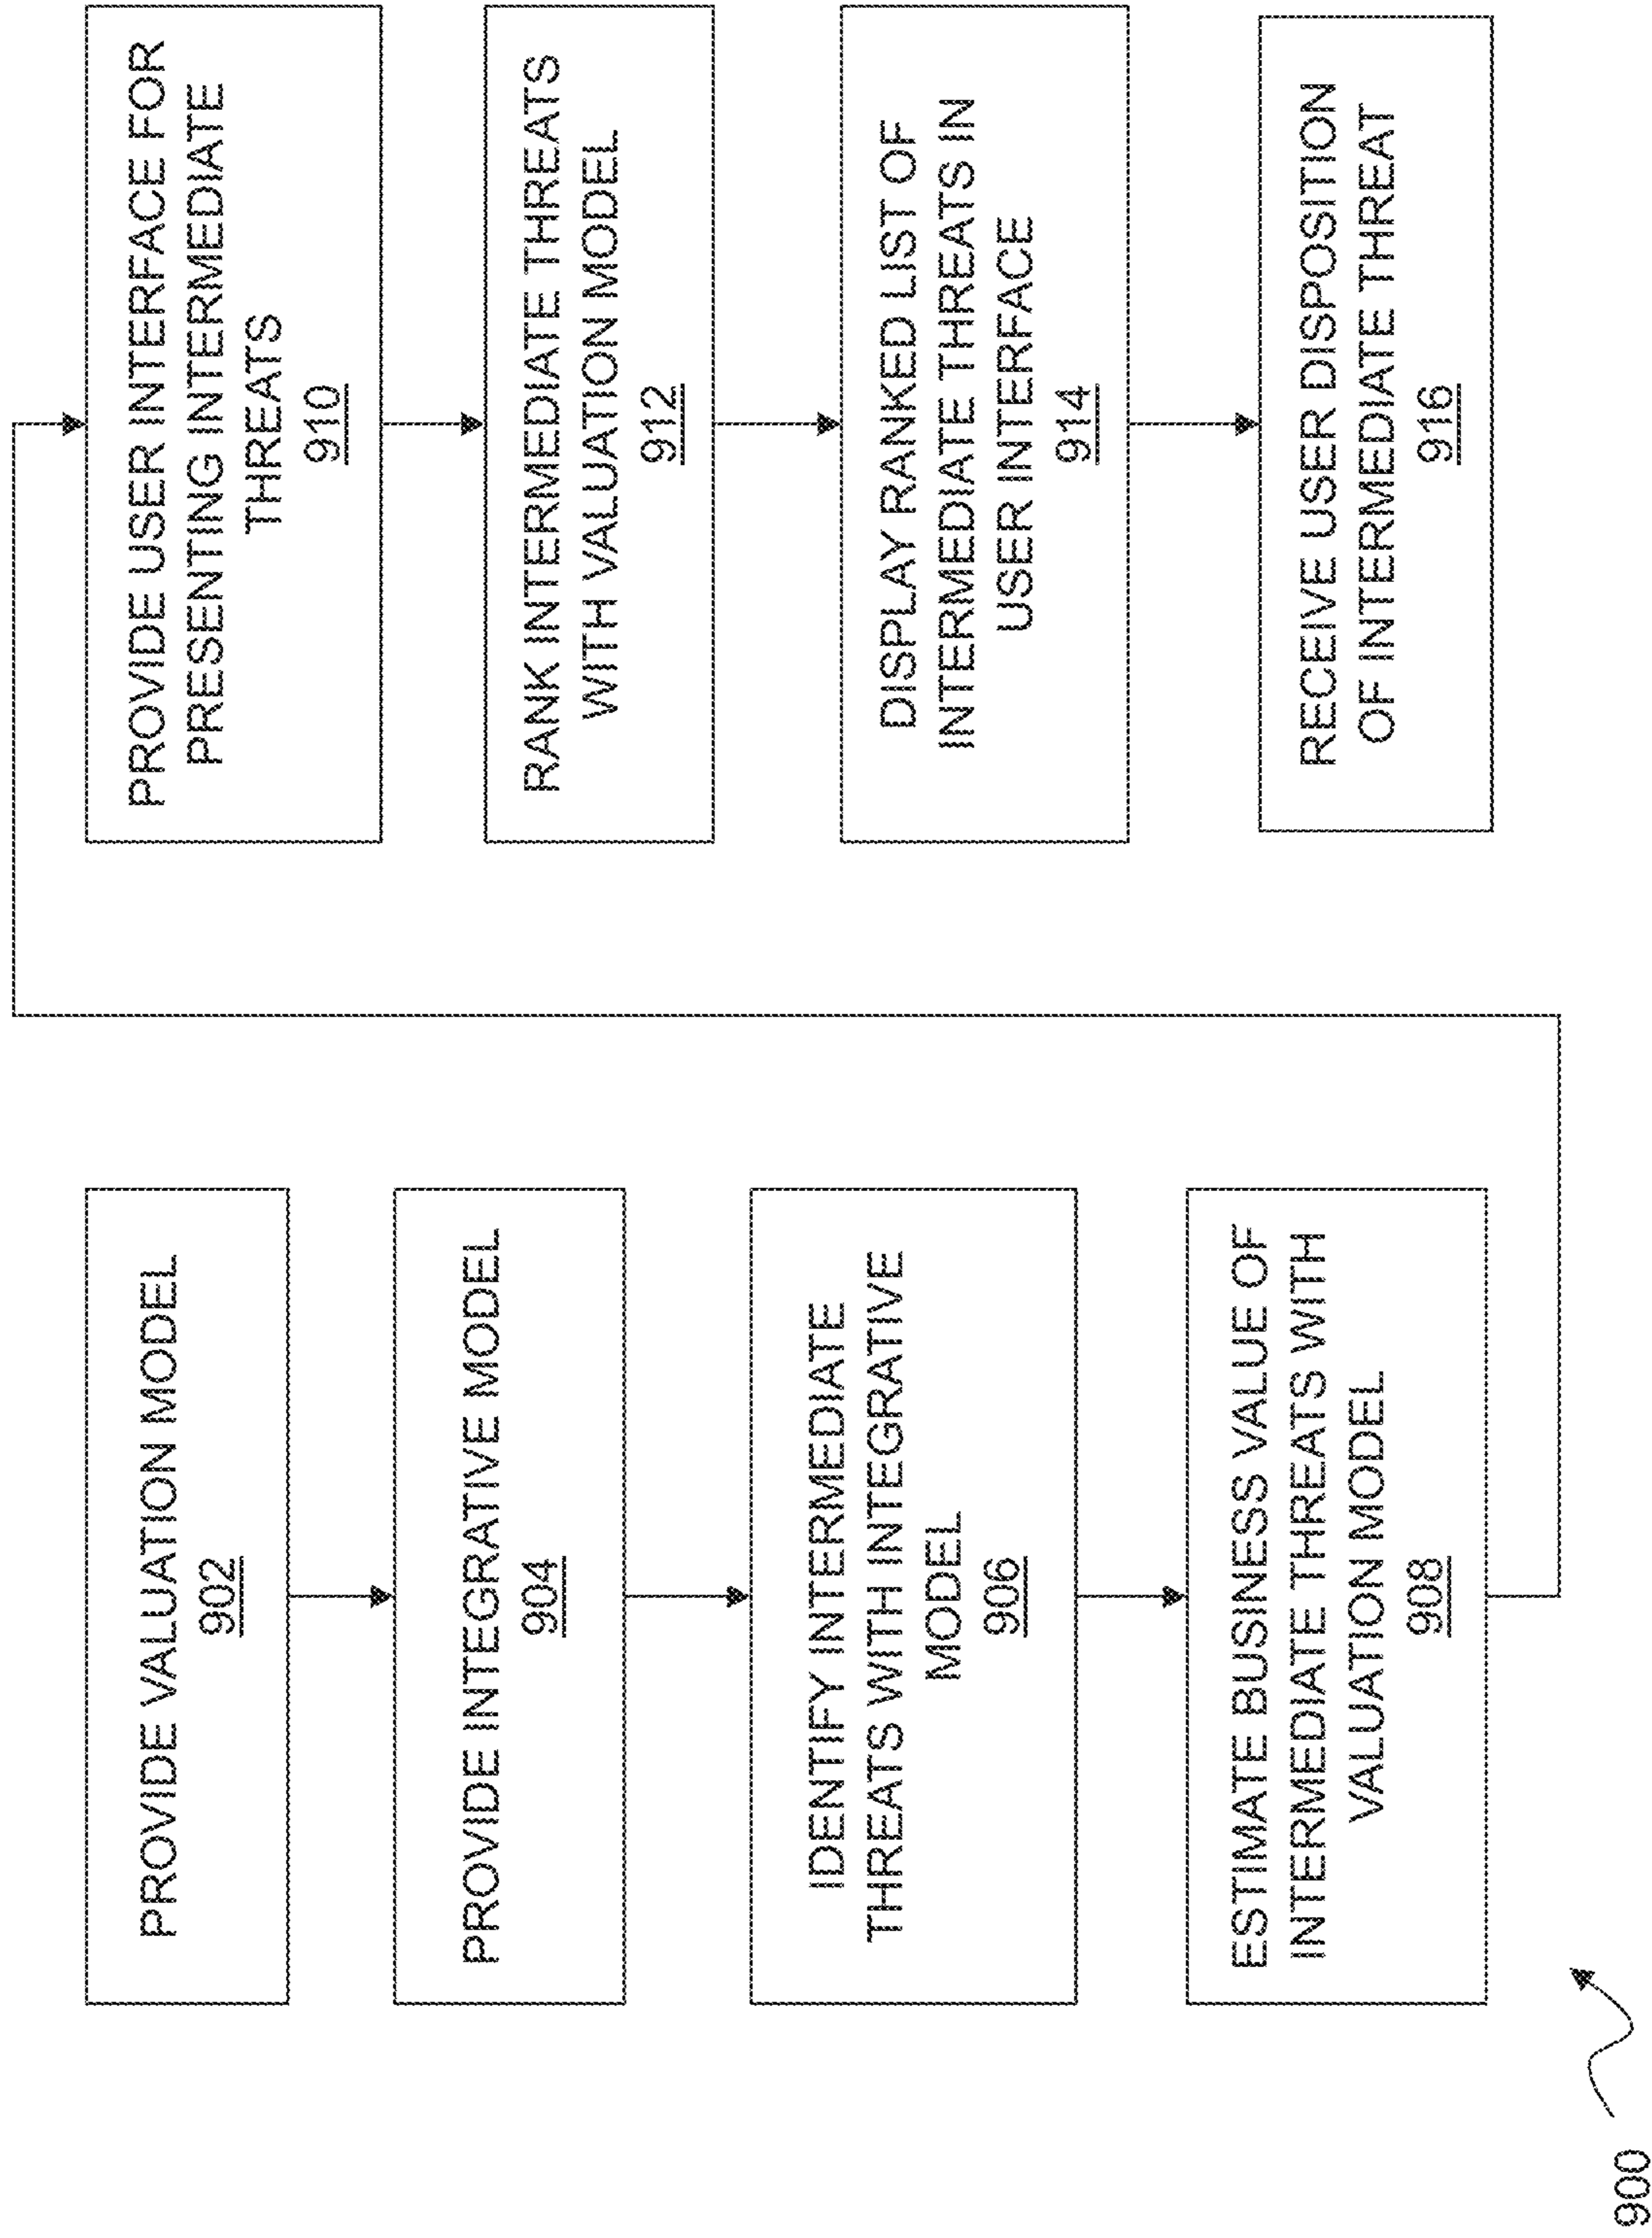 PROVIDE VALUATION MODEL
902
PROVIDE INTEGRATIVE MODEL
904
IDENTIFY INTERMEDIATE
THREATS WITH INTEGRATIVE
MODEL
906
ESTIMATE BUSINESS VALUE OF
INTERMEDIATE THREATS WITH
VALUATION MODEL
908
PROVIDE USER INTERFACE FOR
PRESENTING INTERMEDIATE
THREATS
910
RANK INTERMEDIATE THREATS
WITH VALUATION MODEL
912
DISPLAY RANKED LIST OF
INTERMEDIATE THREATS IN
USER INTERFACE
914
RECEIVE USER DISPOSITION
OF INTERMEDIATE THREAT
916
900